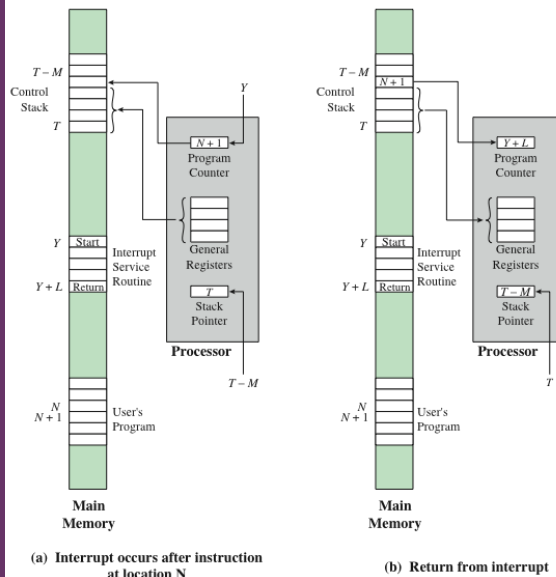 T – M
Control
Stack
T
Y
N + 1
Program
Counter
General
Registers
T
Stack
Pointer
Processor
T – M
Y
Start
Interrupt
Service
Routine
Y + L
Return
N
N + 1
User's
Program
Main
Memory
(a) Interrupt occurs after instruction
at location N
T – M
N + 1
Control
Stack
T
Y + L
Program
Counter
General
Registers
T – M
Stack
Pointer
Processor
T
Y
Start
Interrupt
Service
Routine
Y + L
Return
N
N + 1
User's
Program
Main
Memory
(b) Return from interrupt